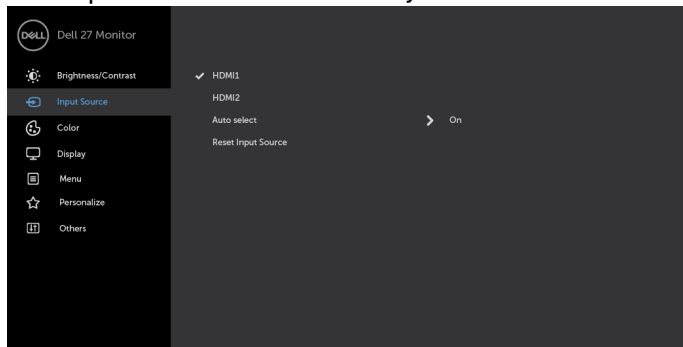 DELL Dell 27 Monitor
Brightness/Contrast
Input Source
Color
Display
Menu
Personalize
Others
HDMI1
HDMI2
Auto select On
Reset Input Source